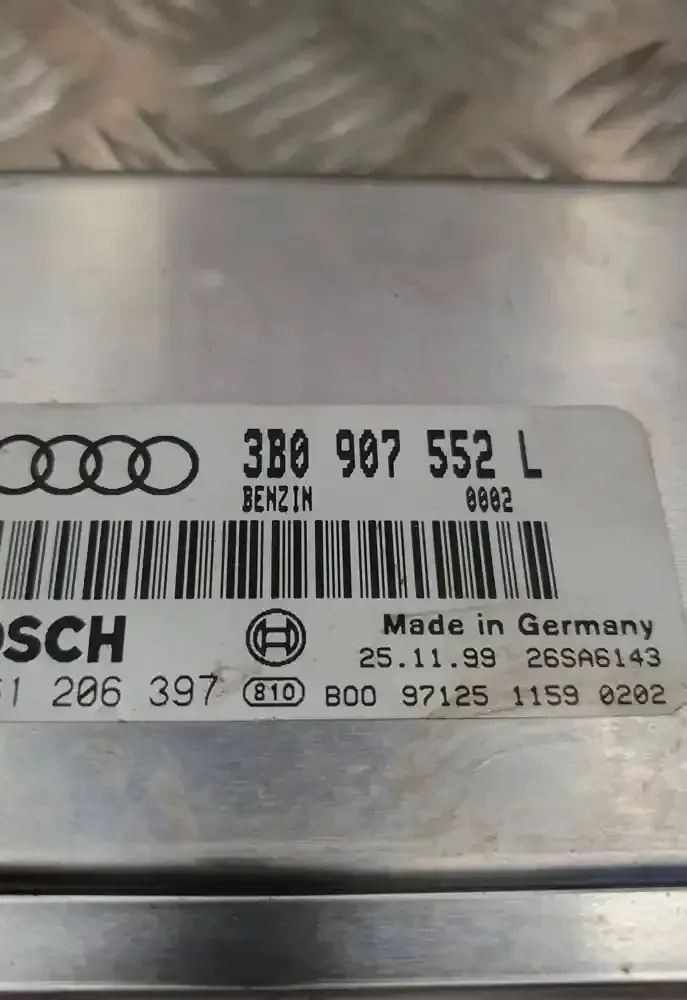 3B0 907 552 L
BENZIN 0002
OSCH
Made in Germany
25.11.99 26SA6143
61 206 397 810 B00 97125 1159 0202